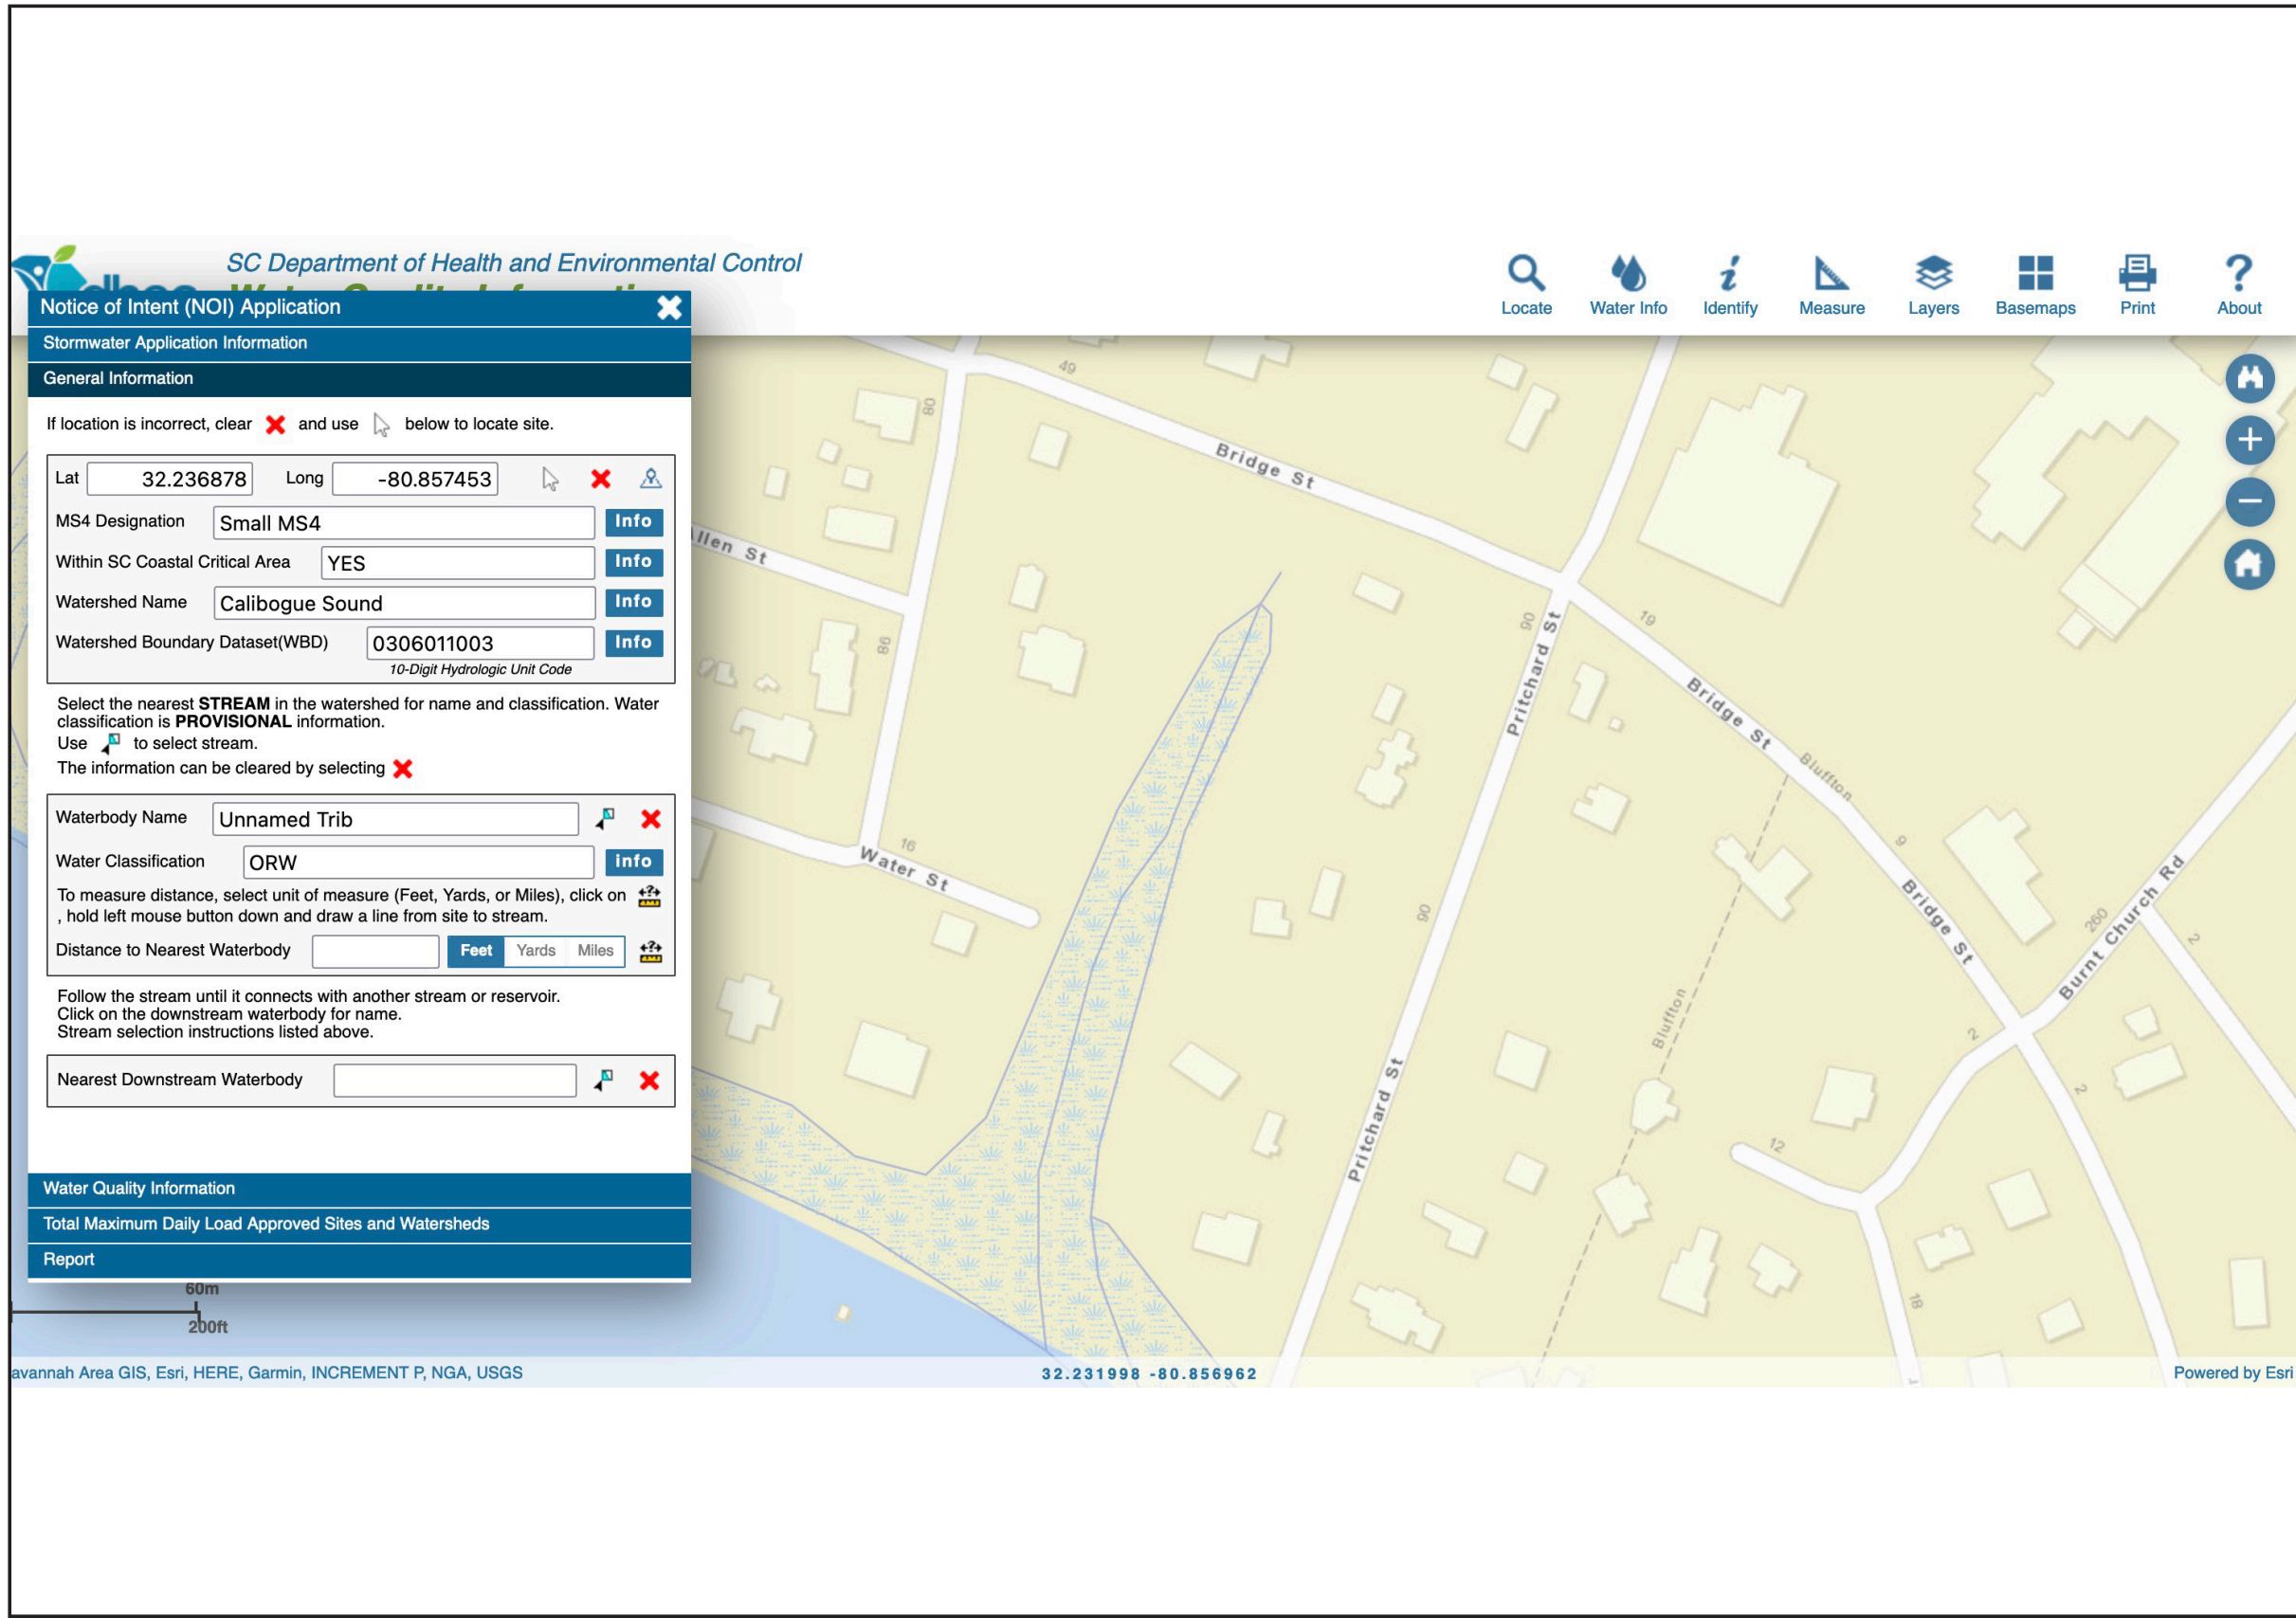 SC Department of Health and Environmental Control
Notice of Intent (NOI) Application
Locate
Water Info
Identify
Measure
Layers
Basemaps
Print
About
Stormwater Application Information
General Information
If location is incorrect, clear and use below to locate site.
Lat 32.236878 Long -80.857453
MS4 Designation Small MS4 Info
Within SC Coastal Critical Area YES Info
Watershed Name Calibogue Sound Info
Watershed Boundary Dataset(WBD) 0306011003 Info
10-Digit Hydrologic Unit Code
Select the nearest STREAM in the watershed for name and classification. Water
classification is PROVISIONAL information.
Use to select stream.
The information can be cleared by selecting
Waterbody Name Unnamed Trib
Water Classification ORW info
To measure distance, select unit of measure (Feet, Yards, or Miles), click on
, hold left mouse button down and draw a line from site to stream.
Distance to Nearest Waterbody Feet Yards Miles
Follow the stream until it connects with another stream or reservoir.
Click on the downstream waterbody for name.
Stream selection instructions listed above.
Nearest Downstream Waterbody
Water Quality Information
Total Maximum Daily Load Approved Sites and Watersheds
Report
60m
200ft
49
80
Bridge St
St
86
90
Pritchard St
19
Bridge St
Bluffton
16
Water St
9
Bridge St
260
Burnt Church Rd
2
90
Bluffton
2
2
Pritchard St
12
18
avannah Area GIS, Esri, HERE, Garmin, INCREMENT P, NGA, USGS
32.231998 -80.856962
Powered by Esri